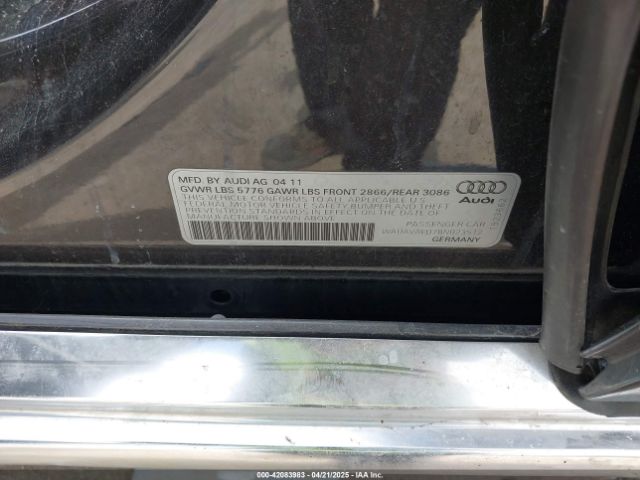 MFD. BY AUDI AG 04 11
GVWR LBS 5776 GAWR LBS FRONT 2866/REAR 3086
THIS VEHICLE CONFORMS TO ALL APPLICABLE U.S.
FEDERAL MOTOR VEHICLE SAFETY BUMPER AND THEFT
PREVENTION STANDARDS IN EFFECT ON THE DATE OF
MANUFACTURE SHOWN ABOVE
Audi
PASSENGER CAR
GERMANY
00-42083983 - 04/21/2025 - Copyright © IAA Inc.